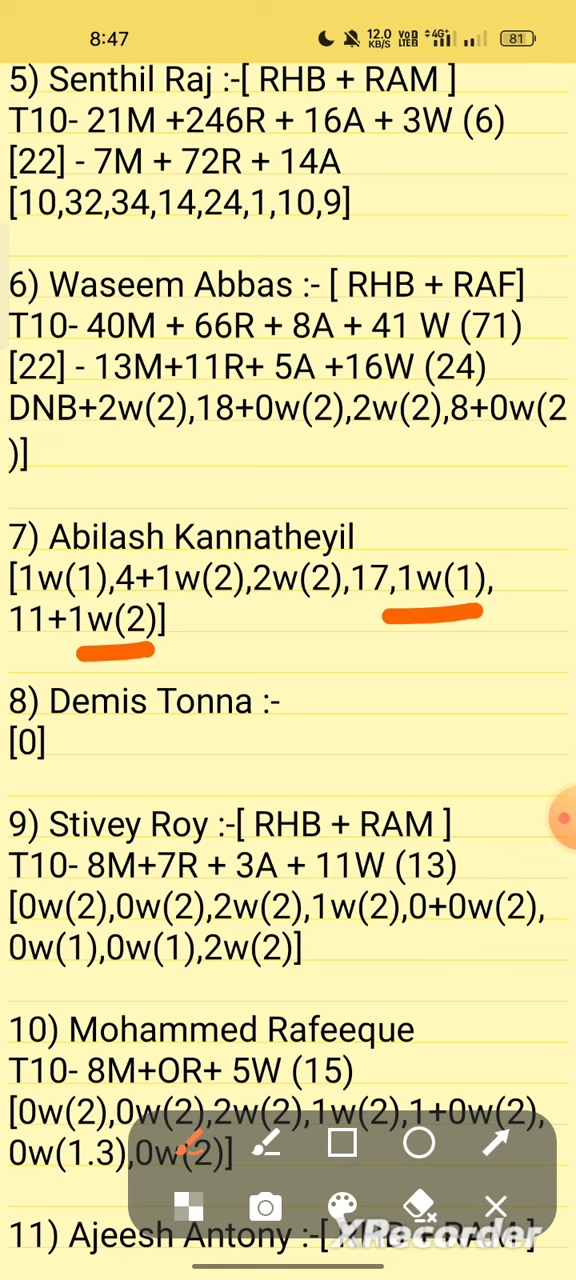 8:47
12.0
KB/S
VoD
LTE
4G
81
5) Senthil Raj :-[ RHB + RAM ]
T10- 21M +246R + 16A + 3W (6)
[22] - 7M + 72R + 14A
[10,32,34,14,24,1,10,9]
6) Waseem Abbas :- [ RHB + RAF]
T10- 40M + 66R + 8A + 41 W (71)
[22] - 13M+11R+ 5A +16W (24)
DNB+2w(2),18+0w(2),2w(2),8+0w(2
)]
7) Abilash Kannatheyil
[1w(1),4+1w(2),2w(2),17,1w(1),
11+1w(2)]
8) Demis Tonna :-
[0]
9) Stivey Roy :-[ RHB + RAM ]
T10- 8M+7R + 3A + 11W (13)
[0w(2),0w(2),2w(2),1w(2),0+0w(2),
0w(1),0w(1),2w(2)]
10) Mohammed Rafeeque
T10- 8M+OR+ 5W (15)
[0w(2),0w(2),2w(2),1w(2),1+0w(2),
0w(1.3),0w(2)]
11) Ajeesh Antony :-[ RHB + RAM ]
XRecorder